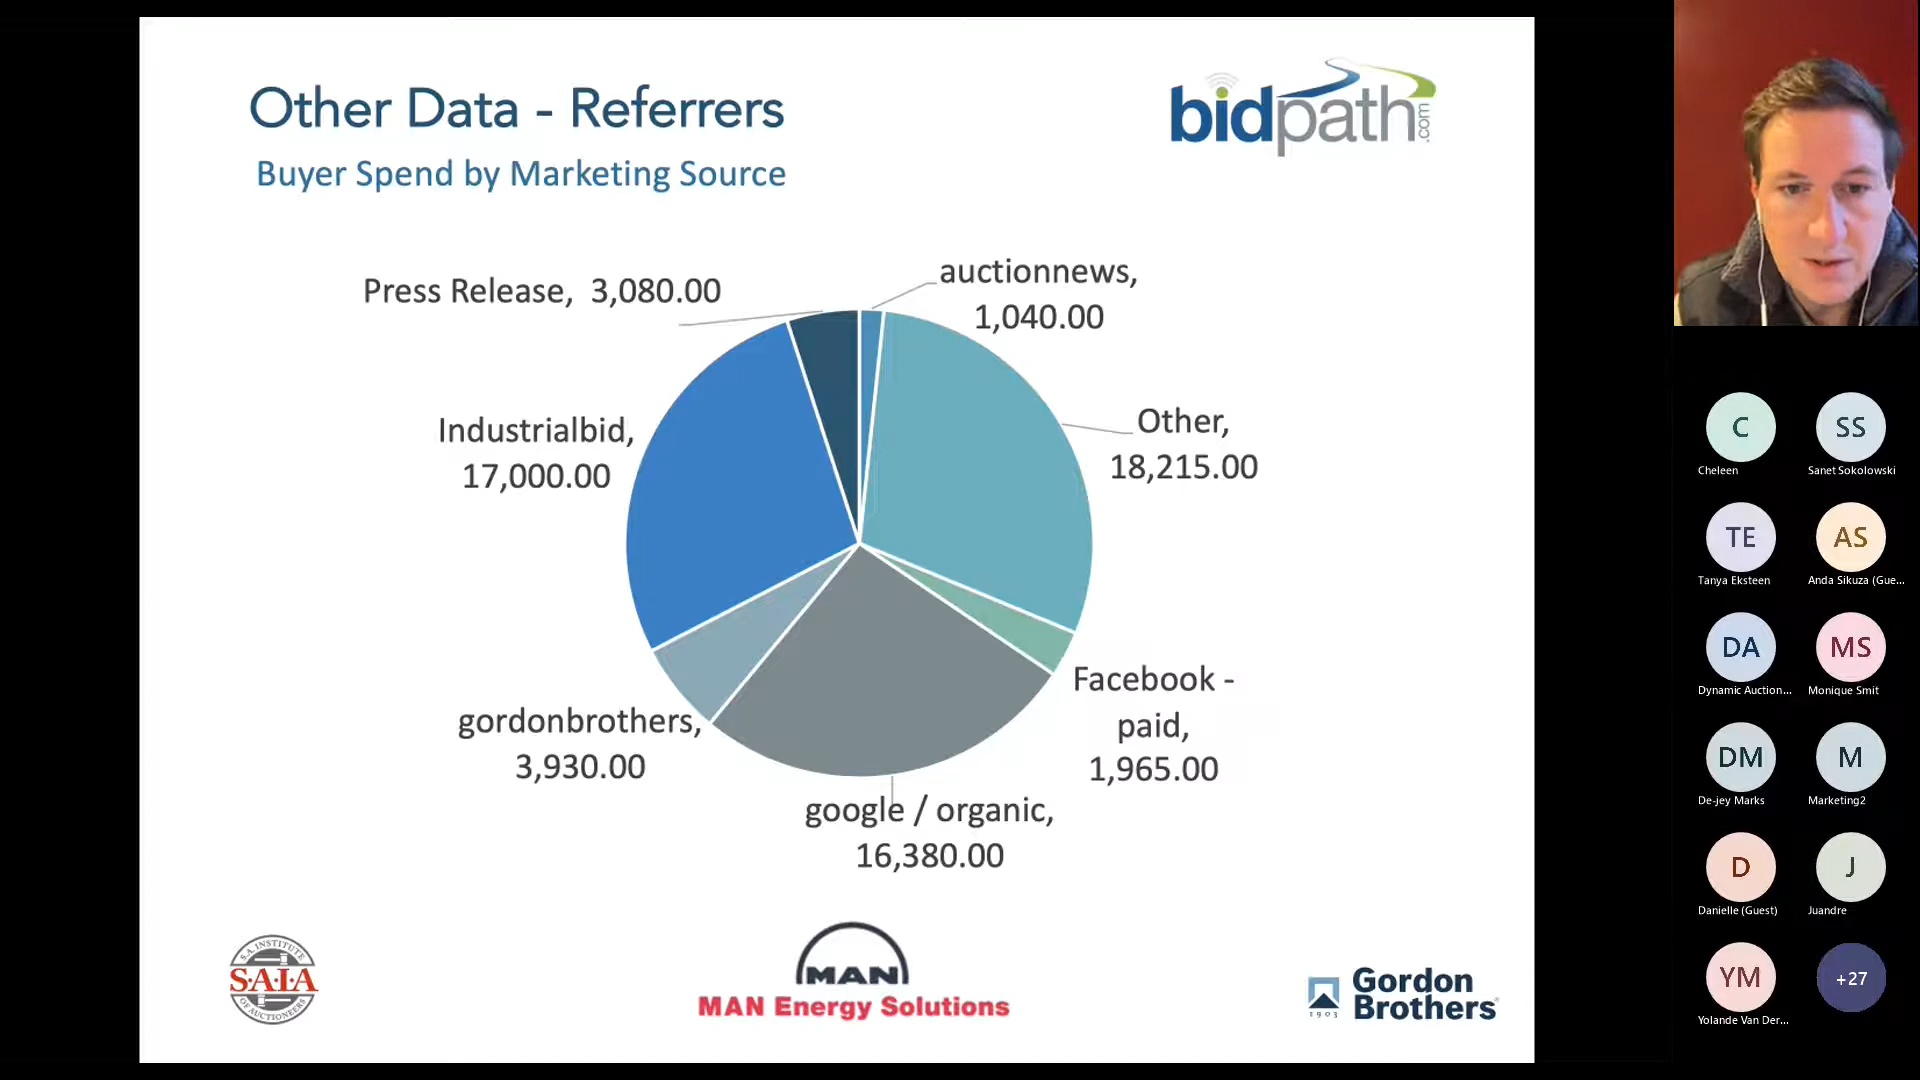 Other Data - Referrers
Buyer Spend by Marketing Source
bidpath.com
Press Release, 3,080.00
auctionnews,
1,040.00
Industrialbid,
17,000.00
Other,
18,215.00
gordonbrothers,
3,930.00
Facebook -
paid,
1,965.00
google / organic,
16,380.00
S.A. INSTITUTE
S·A·I·A
OF AUCTIONEERS
MAN
MAN Energy Solutions
1903
Gordon
Brothers
C
SS
Cheleen
Sanet Sokolowski
TE
AS
Tanya Eksteen
Anda Sikuza (Gue...
DA
MS
Dynamic Auction...
Monique Smit
DM
M
De-jey Marks
Marketing2
D
J
Danielle (Guest)
Juandre
YM
+27
Yolande Van Der...